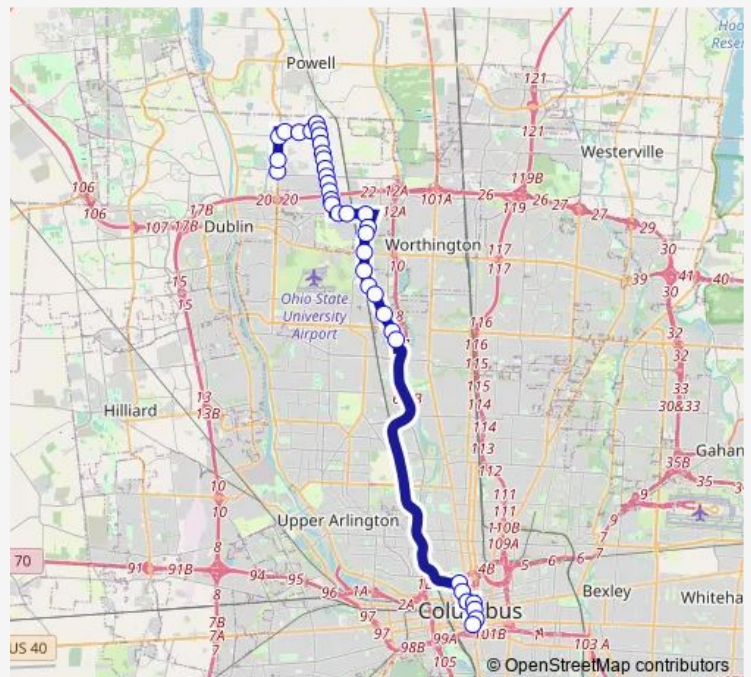 Hoo
Powell
Reser
121
121
Westerville
106
106
22
12A
119B
20
20
101A
26
119
26
27
27
17B
107
17B
Dublin
12A
29
Worthington
117
30
10
117
39
41
40
15
Ohio State
University
Airport
30
15
8
116
32
116
32
115
13
115
33
Hilliard
13B
114
30&33
114
113
Gahan
10
112
35B
35
10
111
9
Upper Arlington
111
9
110B
8
109A
7
70
91
91B
94
95
4B
5
6
6
96
1A
Bexley
2A
Columbus
Whiteha
97
7B
97
99A
101B
103 A
7A
98B
US 40
7
105
© OpenStreetMap contributors